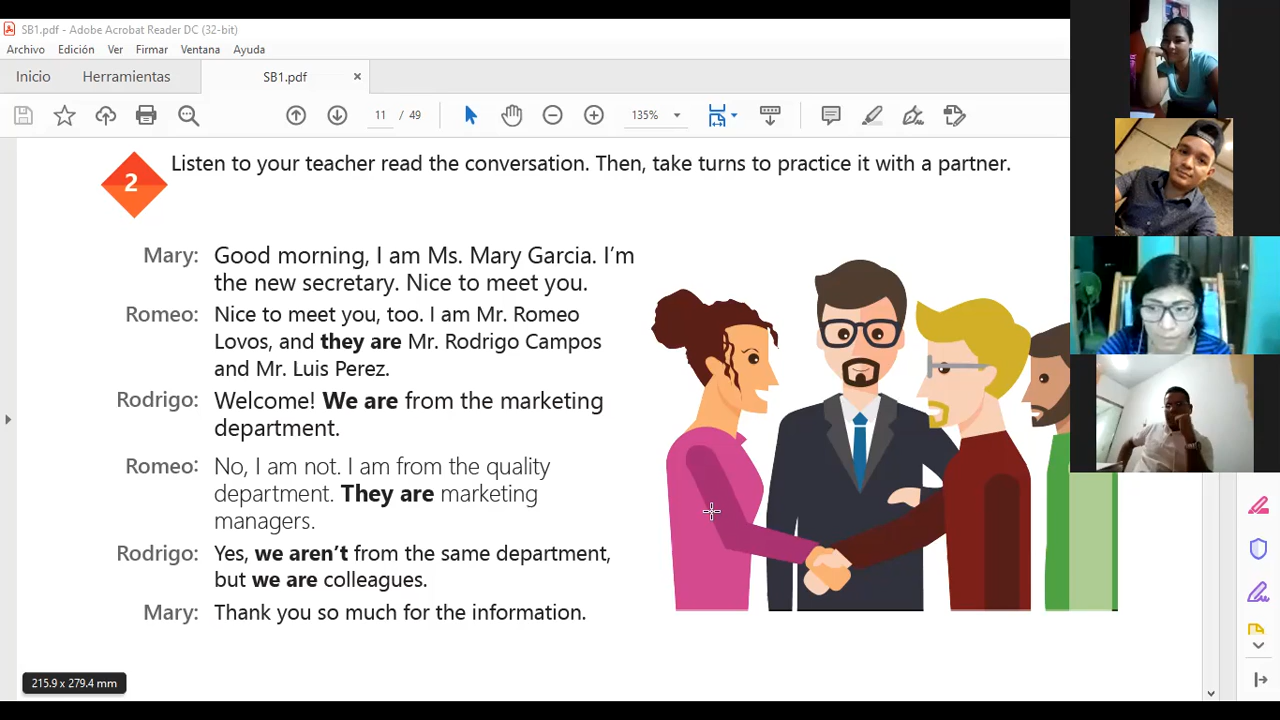 SB1.pdf - Adobe Acrobat Reader DC (32-bit)
Archivo Edición Ver Firmar Ventana Ayuda
Inicio Herramientas SB1.pdf ×
11 / 49 135%
2 Listen to your teacher read the conversation. Then, take turns to practice it with a partner.
Mary: Good morning, I am Ms. Mary Garcia. I'm
the new secretary. Nice to meet you.
Romeo: Nice to meet you, too. I am Mr. Romeo
Lovos, and they are Mr. Rodrigo Campos
and Mr. Luis Perez.
Rodrigo: Welcome! We are from the marketing
department.
Romeo: No, I am not. I am from the quality
department. They are marketing
managers.
Rodrigo: Yes, we aren't from the same department,
but we are colleagues.
Mary: Thank you so much for the information.
215.9 x 279.4 mm